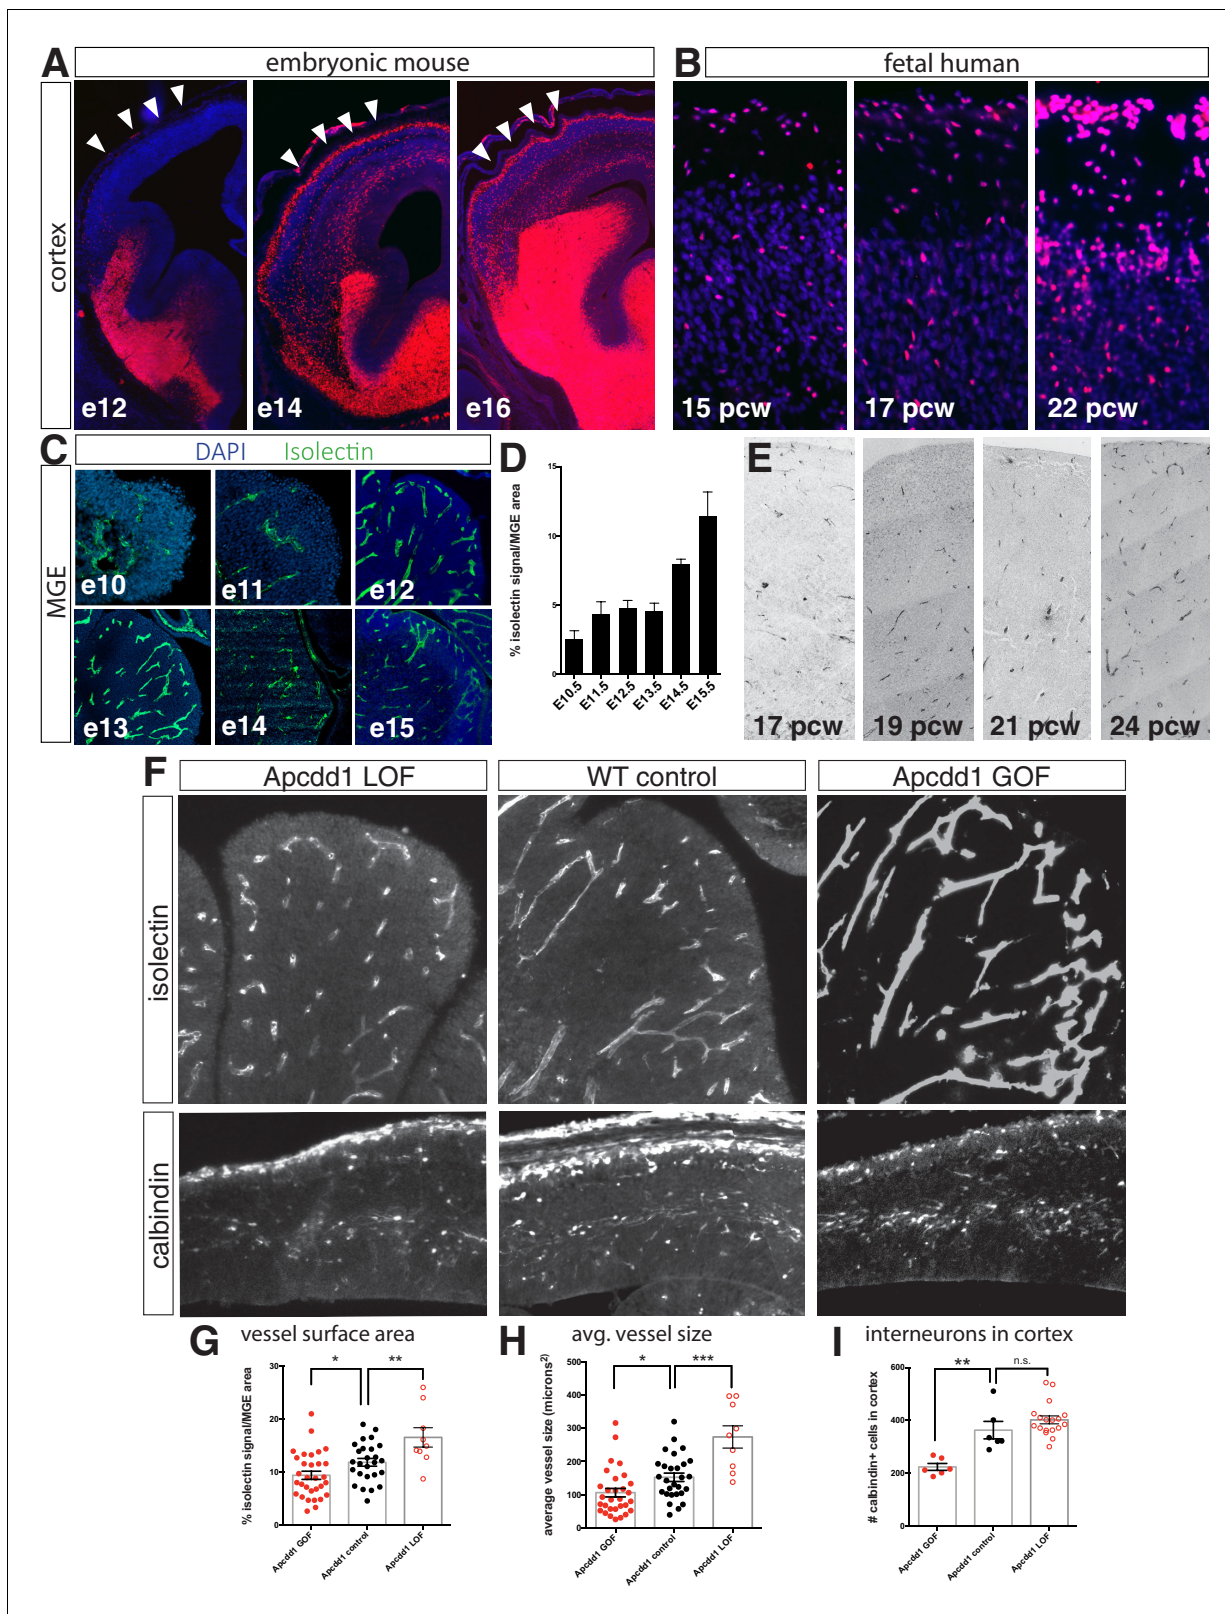 A
embryonic mouse
cortex
e12
e14
e16
B
fetal human
15 pcw
17 pcw
22 pcw
C
DAPI Isolectin
MGE
e10
e11
e12
e13
e14
e15
D
% isolectin signal/MGE area
15
10
5
0
E10.5
E11.5
E12.5
E13.5
E14.5
E15.5
E
17 pcw
19 pcw
21 pcw
24 pcw
F
Apcdd1 LOF
WT control
Apcdd1 GOF
isolectin
calbindin
G
vessel surface area
% isolectin signal/MGE area
30
20
10
0
*
**
Apcdd1 GOF
Apcdd1 control
Apcdd1 LOF
H
avg. vessel size
average vessel size (microns²)
500
400
300
200
100
0
*
***
Apcdd1 GOF
Apcdd1 control
Apcdd1 LOF
I
interneurons in cortex
# calbindin+ cells in cortex
600
400
200
0
**
n.s.
Apcdd1 GOF
Apcdd1 control
Apcdd1 LOF